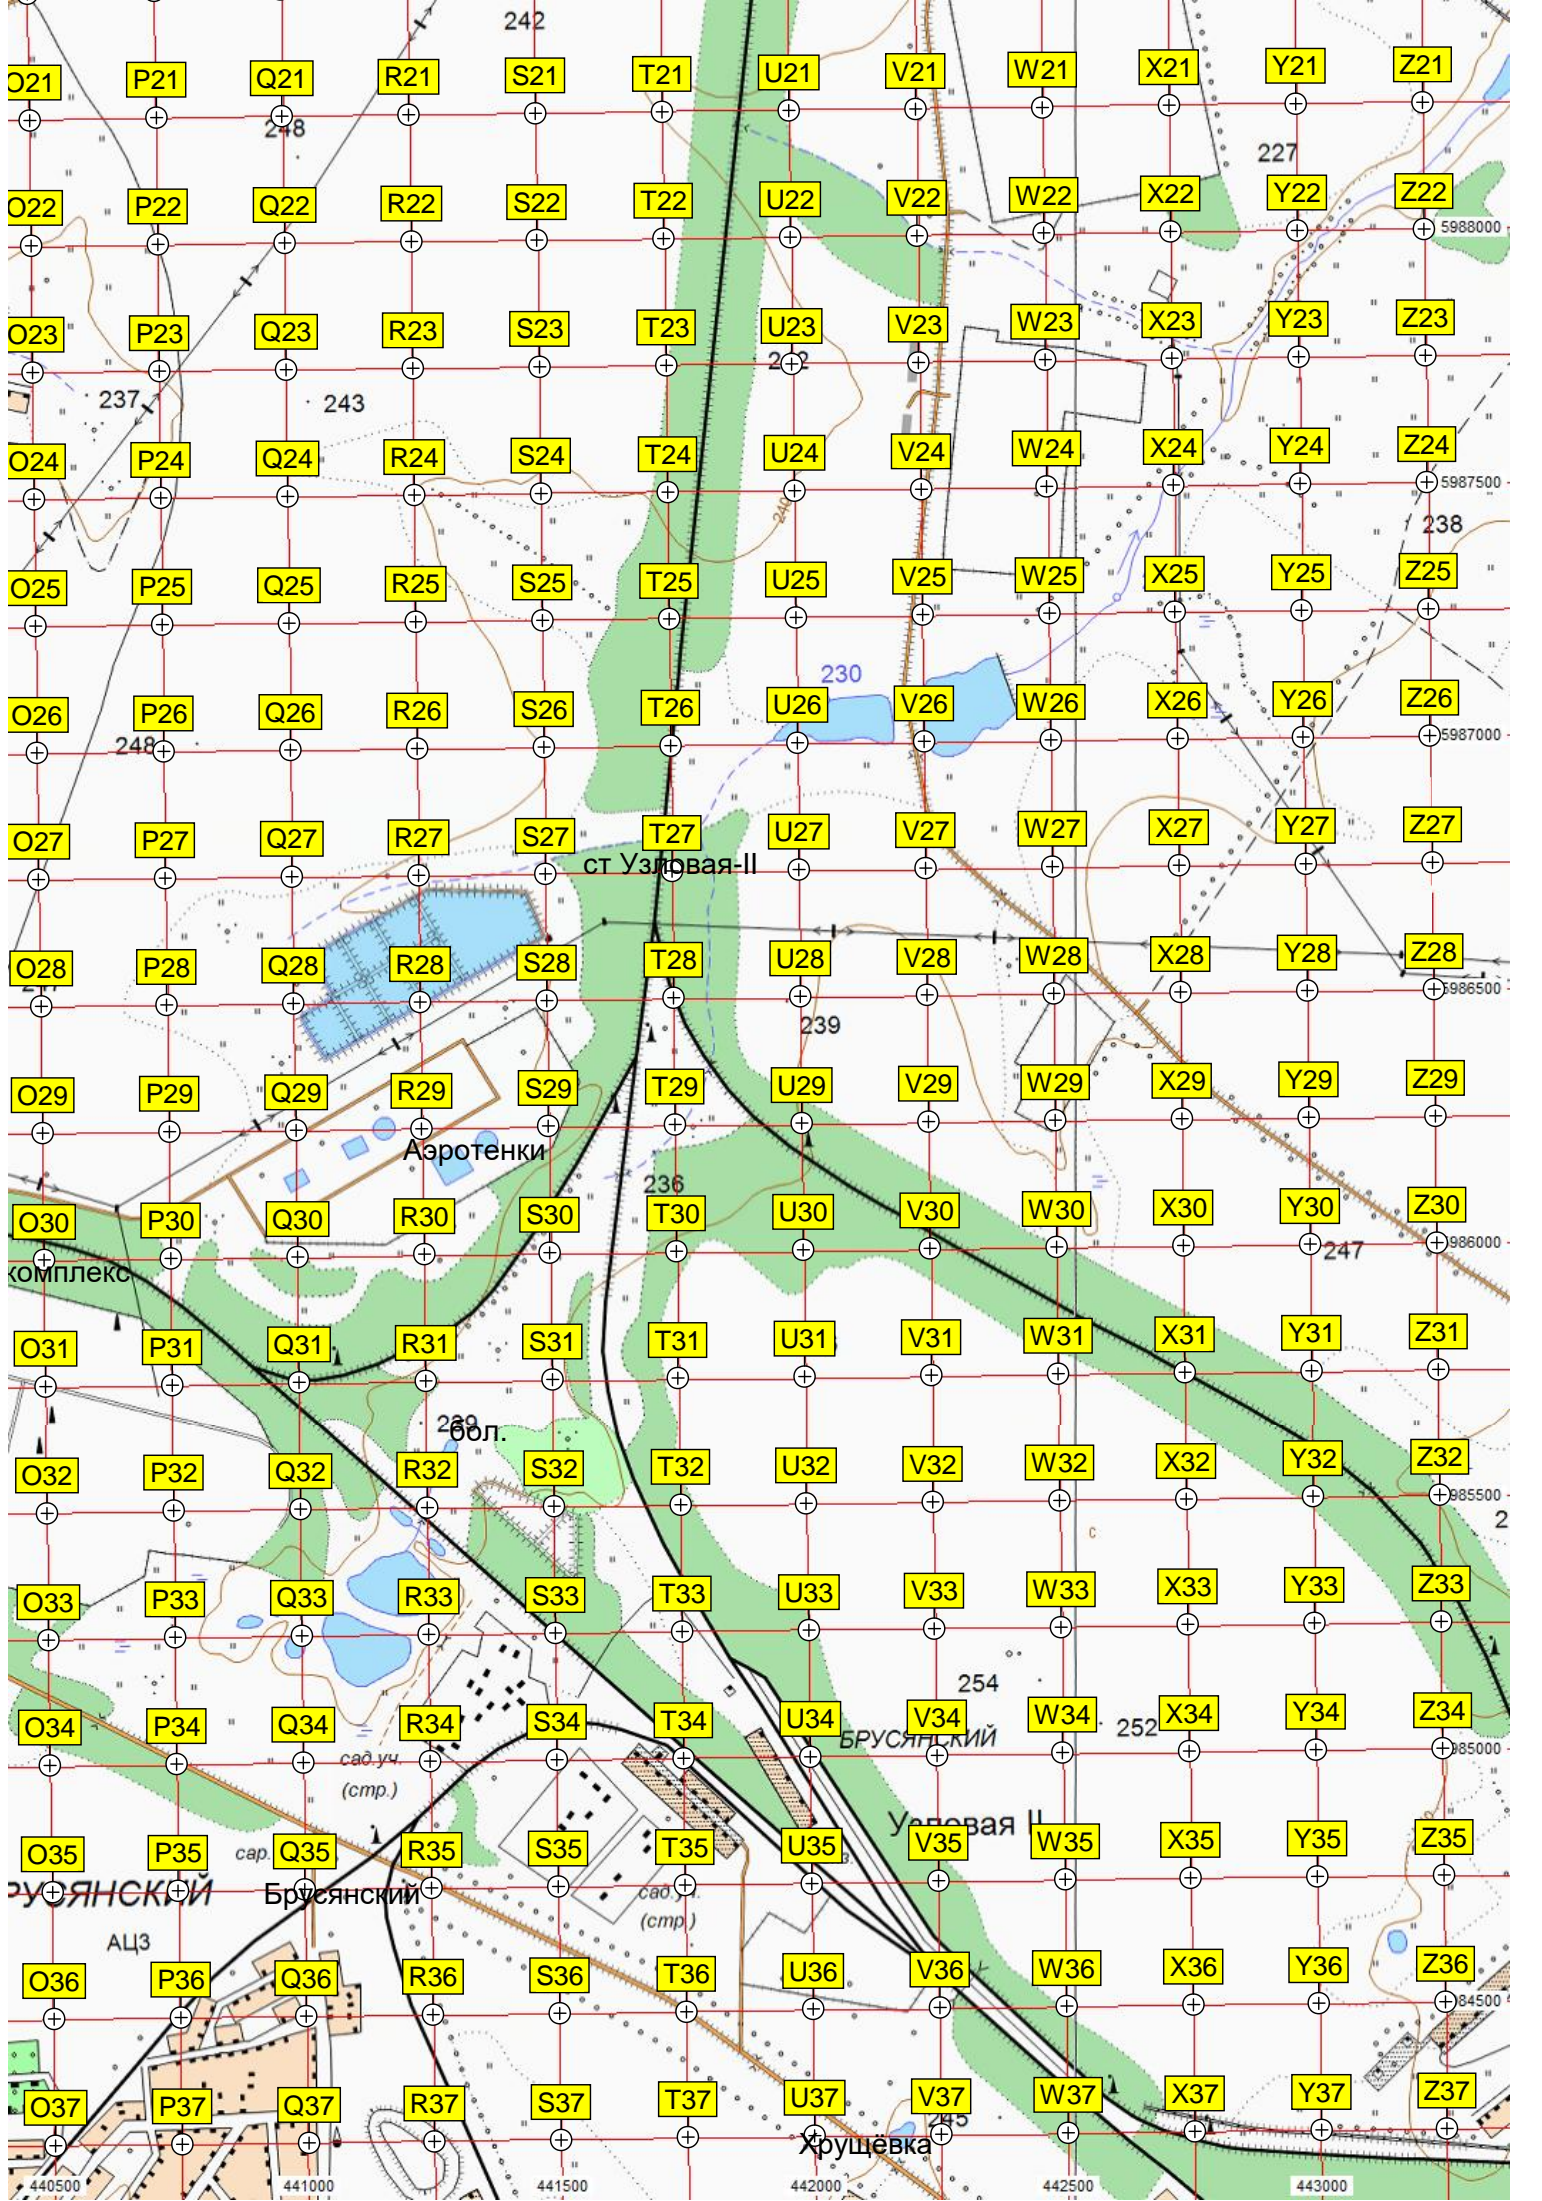 242
O21 P21 Q21 R21 S21 T21 U21 V21 W21 X21 Y21 Z21
248
227
O22 P22 Q22 R22 S22 T22 U22 V22 W22 X22 Y22 Z22
5988000
O23 P23 Q23 R23 S23 T23 U23 V23 W23 X23 Y23 Z23
237
243
O24 P24 Q24 R24 S24 T24 U24 V24 W24 X24 Y24 Z24
5987500
240
238
O25 P25 Q25 R25 S25 T25 U25 V25 W25 X25 Y25 Z25
230
O26 P26 Q26 R26 S26 T26 U26 V26 W26 X26 Y26 Z26
248
5987000
O27 P27 Q27 R27 S27 T27 U27 V27 W27 X27 Y27 Z27
ст Узловая-II
O28 P28 Q28 R28 S28 T28 U28 V28 W28 X28 Y28 Z28
5986500
239
O29 P29 Q29 R29 S29 T29 U29 V29 W29 X29 Y29 Z29
Аэротенки
236
O30 P30 Q30 R30 S30 T30 U30 V30 W30 X30 Y30 Z30
986000
247
комплекс
O31 P31 Q31 R31 S31 T31 U31 V31 W31 X31 Y31 Z31
239
бол.
O32 P32 Q32 R32 S32 T32 U32 V32 W32 X32 Y32 Z32
985500
2
с
O33 P33 Q33 R33 S33 T33 U33 V33 W33 X33 Y33 Z33
254
O34 P34 Q34 R34 S34 T34 U34 V34 W34 X34 Y34 Z34
252
БРУСЯНСКИЙ
985000
сад.уч.
(стр.)
Узловая II
O35 P35 Q35 R35 S35 T35 U35 V35 W35 X35 Y35 Z35
сар.
РУСЯНСКИЙ
Брусянский
сад.уч.
(стр.)
АЦЗ
O36 P36 Q36 R36 S36 T36 U36 V36 W36 X36 Y36 Z36
984500
O37 P37 Q37 R37 S37 T37 U37 V37 W37 X37 Y37 Z37
245
Хрущёвка
440500 441000 441500 442000 442500 443000